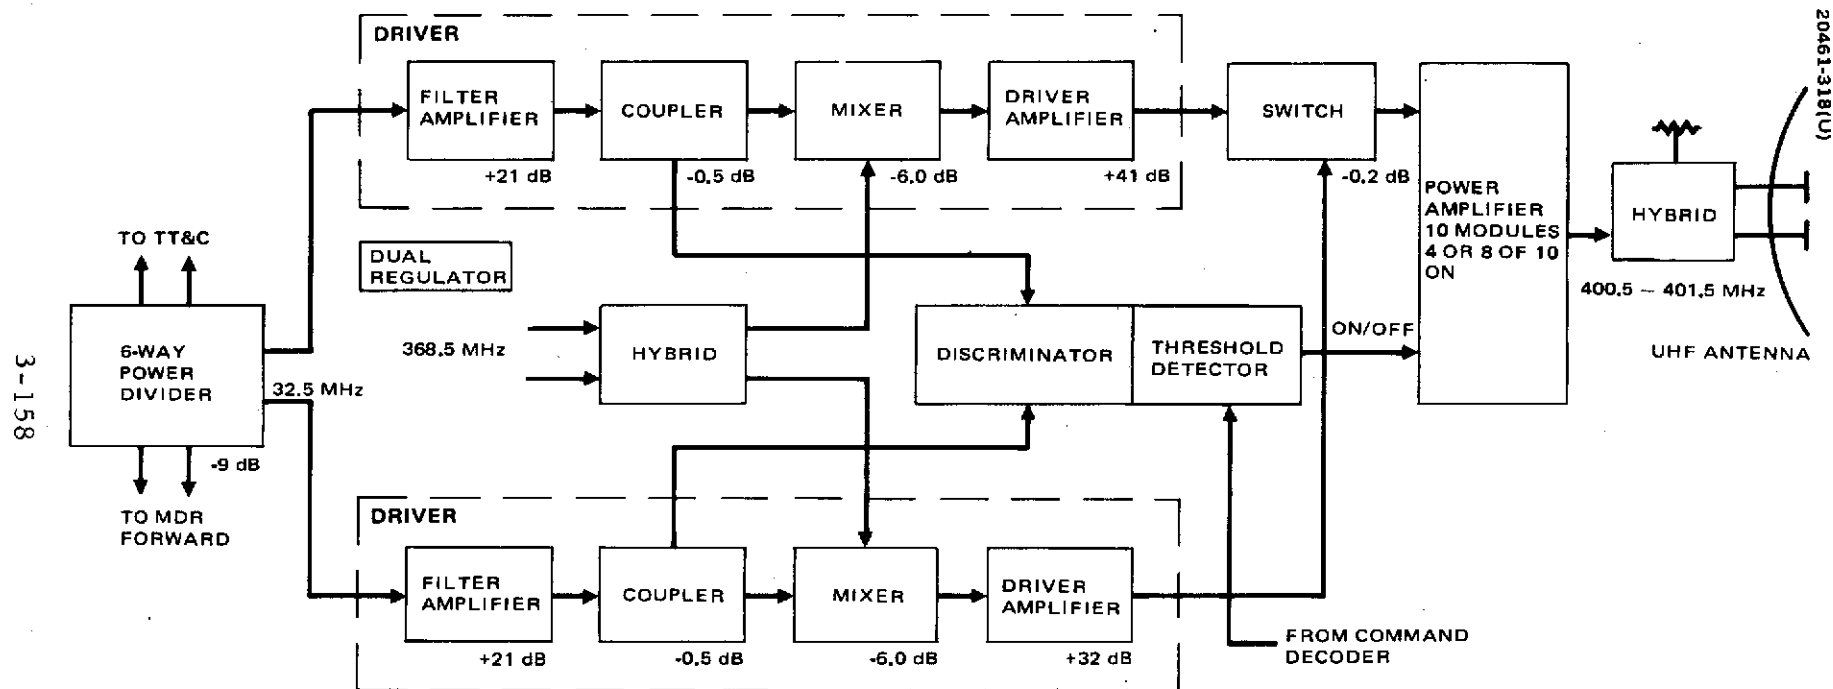 20461-318(U)
DRIVER
FILTER
AMPLIFIER
+21 dB
COUPLER
-0.5 dB
MIXER
-6.0 dB
DRIVER
AMPLIFIER
+41 dB
SWITCH
-0.2 dB
POWER
AMPLIFIER
10 MODULES
4 OR 8 OF 10
ON
HYBRID
400.5 – 401.5 MHz
UHF ANTENNA
TO TT&C
DUAL
REGULATOR
6-WAY
POWER
DIVIDER
32.5 MHz
-9 dB
TO MDR
FORWARD
368.5 MHz
HYBRID
DISCRIMINATOR
THRESHOLD
DETECTOR
ON/OFF
3-158
DRIVER
FILTER
AMPLIFIER
+21 dB
COUPLER
-0.5 dB
MIXER
-6.0 dB
DRIVER
AMPLIFIER
+32 dB
FROM COMMAND
DECODER